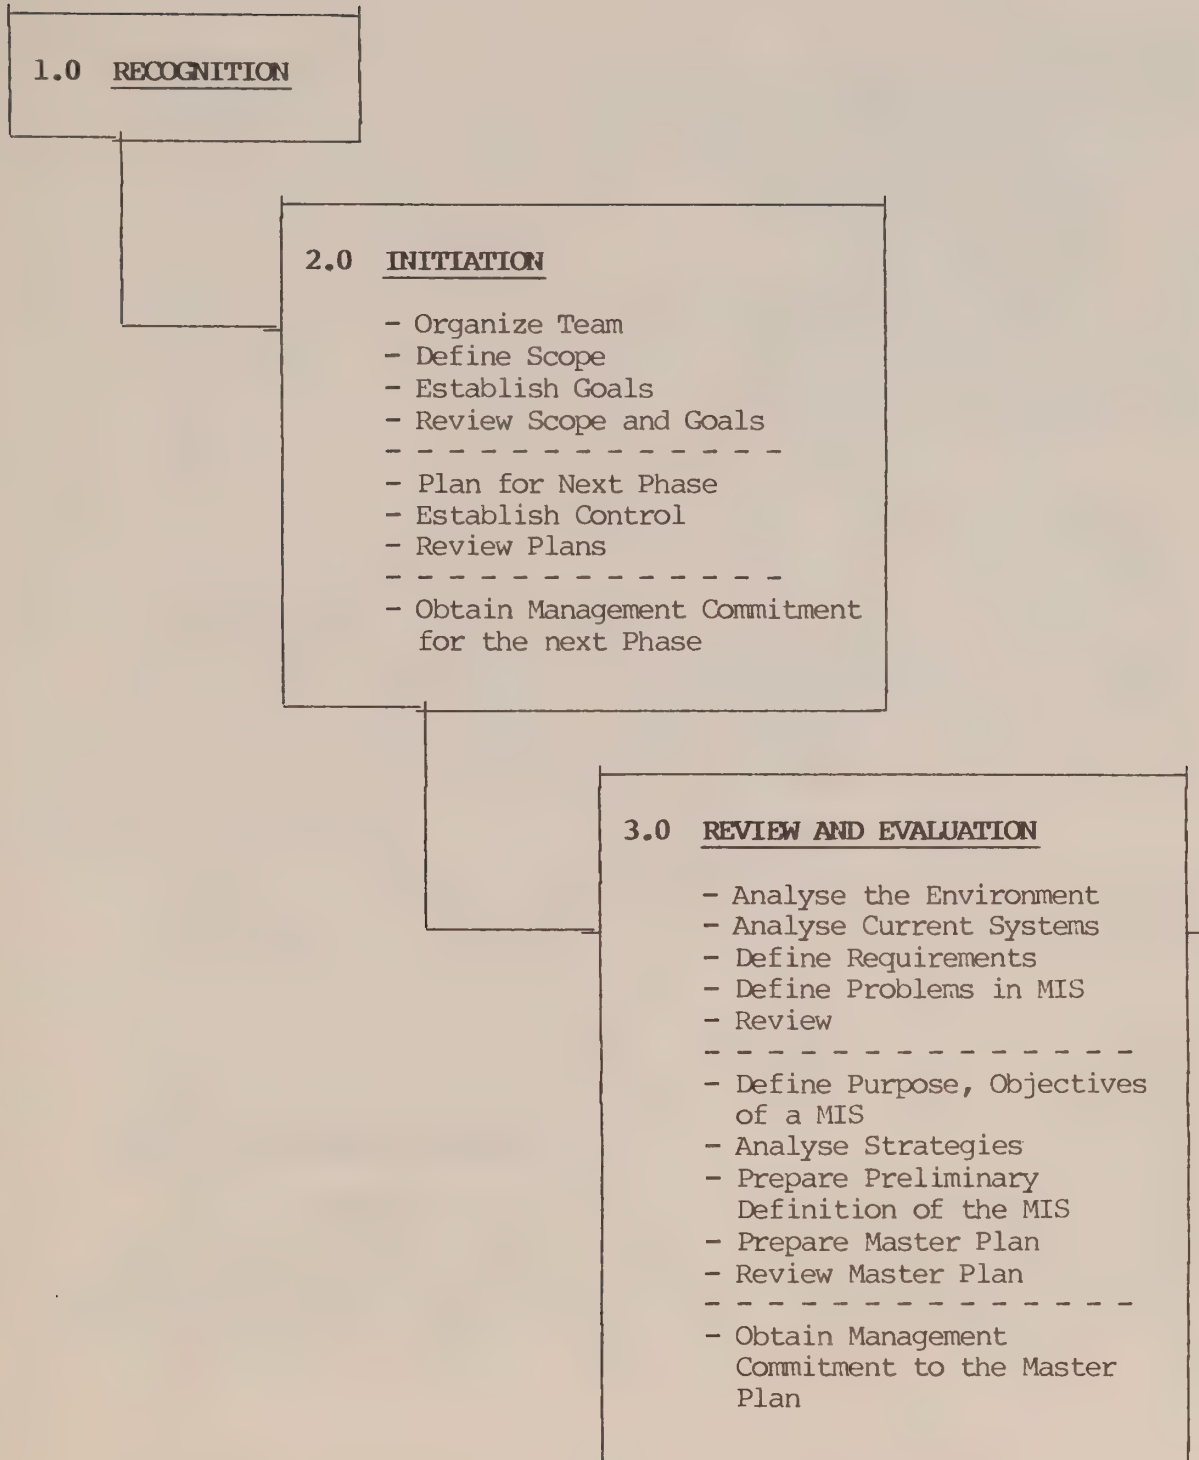 1.0 RECOGNITION
2.0 INITIATION
- Organize Team
- Define Scope
- Establish Goals
- Review Scope and Goals
- - - - - - - - - - - - -
- Plan for Next Phase
- Establish Control
- Review Plans
- - - - - - - - - - - - -
- Obtain Management Commitment
for the next Phase
3.0 REVIEW AND EVALUATION
- Analyse the Environment
- Analyse Current Systems
- Define Requirements
- Define Problems in MIS
- Review
- - - - - - - - - - - - - -
- Define Purpose, Objectives
of a MIS
- Analyse Strategies
- Prepare Preliminary
Definition of the MIS
- Prepare Master Plan
- Review Master Plan
- - - - - - - - - - - - - -
- Obtain Management
Commitment to the Master
Plan